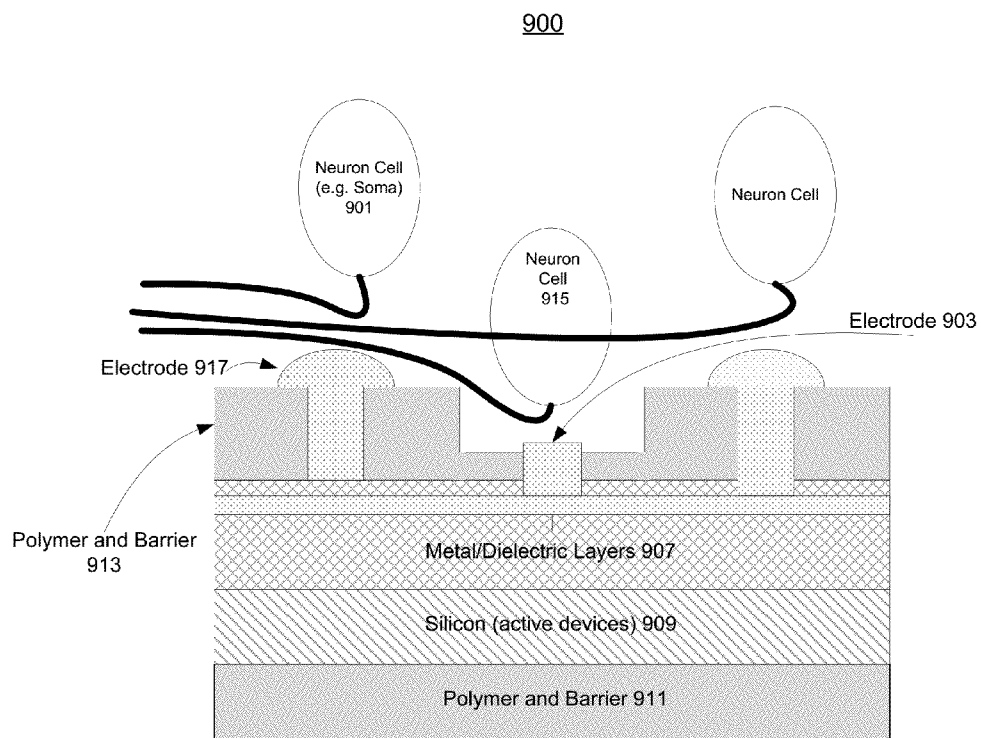 900
Neuron Cell
(e.g. Soma)
901
Neuron Cell
Neuron
Cell
915
Electrode 903
Electrode 917
Polymer and Barrier
913
Metal/Dielectric Layers 907
Silicon (active devices) 909
Polymer and Barrier 911